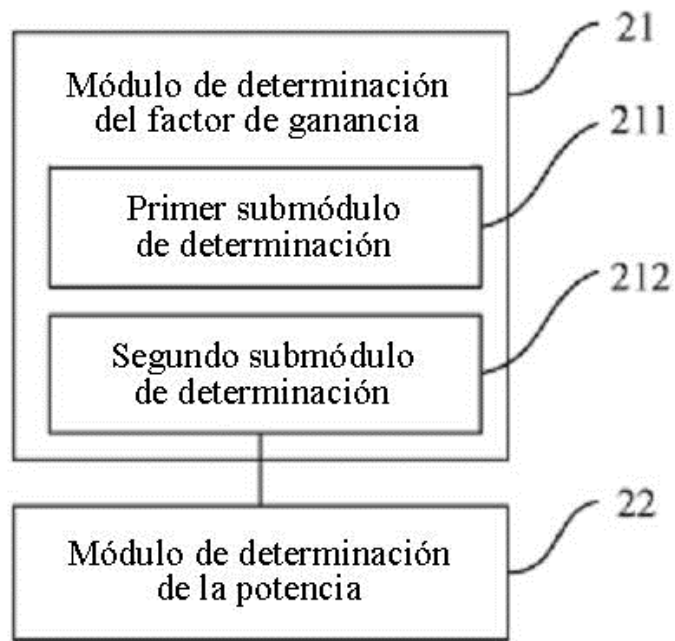 21
Módulo de determinación
del factor de ganancia
211
Primer submódulo
de determinación
212
Segundo submódulo
de determinación
22
Módulo de determinación
de la potencia